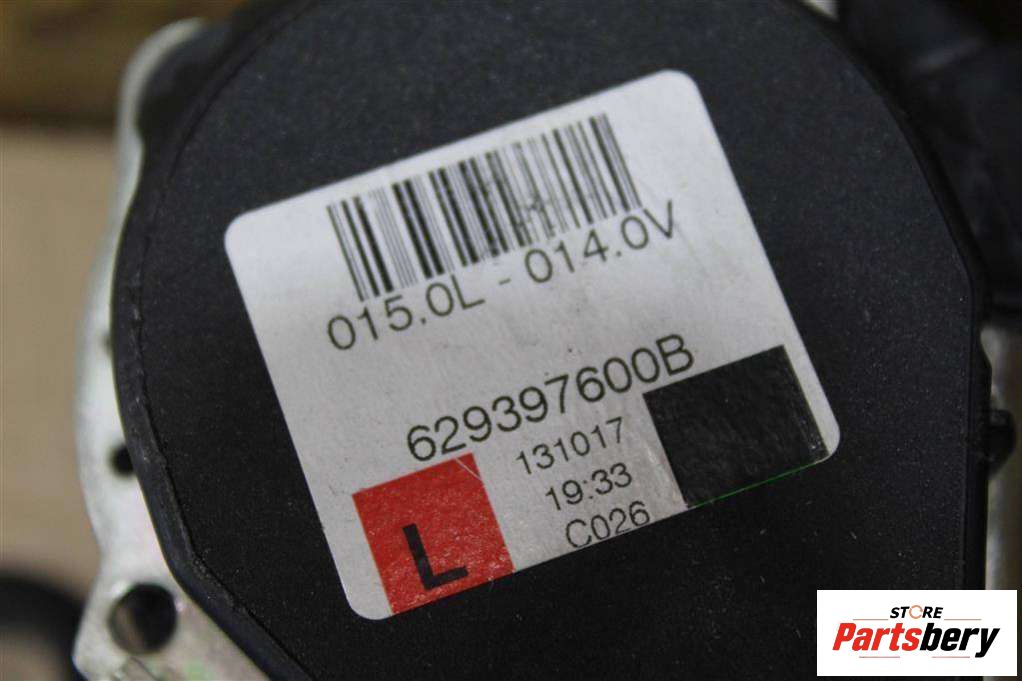 015.0L - 014.0V
629397600B
131017
19:33
C026
L
STORE
Partsbery